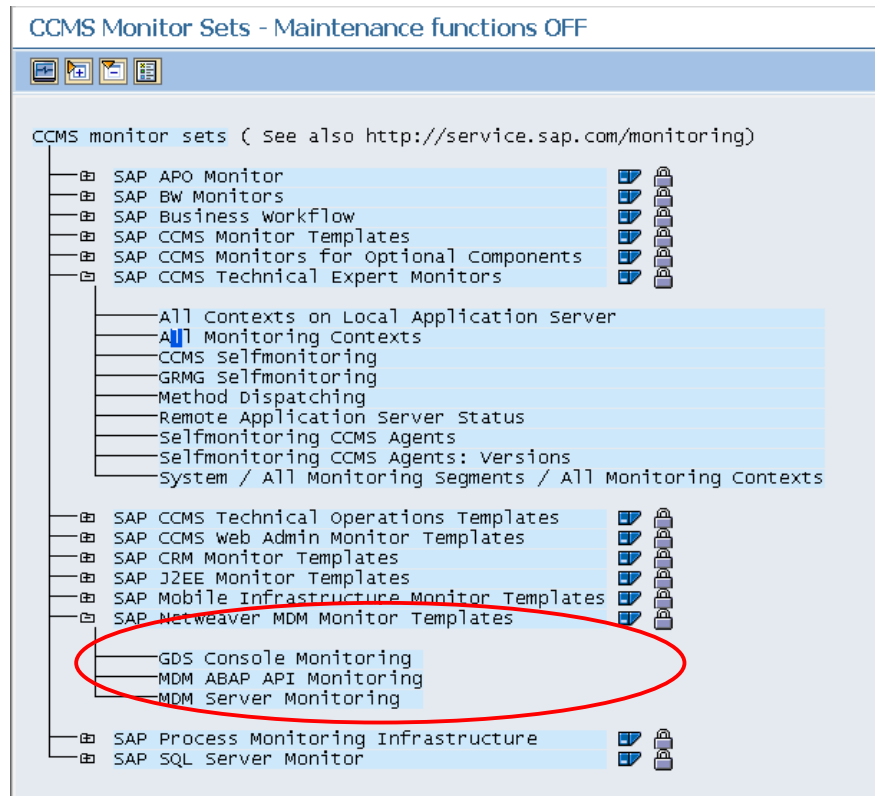 CCMS Monitor Sets - Maintenance functions OFF
CCMS monitor sets ( See also http://service.sap.com/monitoring)
SAP APO Monitor
SAP BW Monitors
SAP Business Workflow
SAP CCMS Monitor Templates
SAP CCMS Monitors for Optional Components
SAP CCMS Technical Expert Monitors
All Contexts on Local Application Server
All Monitoring Contexts
CCMS Selfmonitoring
GRMG Selfmonitoring
Method Dispatching
Remote Application Server Status
Selfmonitoring CCMS Agents
Selfmonitoring CCMS Agents: Versions
System / All Monitoring Segments / All Monitoring Contexts
SAP CCMS Technical Operations Templates
SAP CCMS Web Admin Monitor Templates
SAP CRM Monitor Templates
SAP J2EE Monitor Templates
SAP Mobile Infrastructure Monitor Templates
SAP Netweaver MDM Monitor Templates
GDS Console Monitoring
MDM ABAP API Monitoring
MDM Server Monitoring
SAP Process Monitoring Infrastructure
SAP SQL Server Monitor